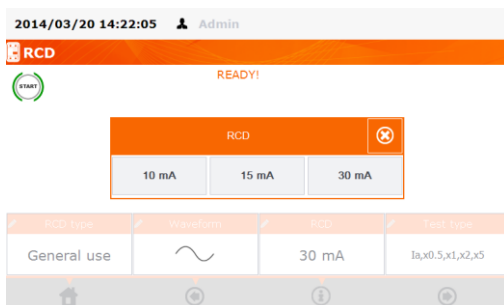 2014/03/20 14:22:05 Admin
RCD
READY!
START
RCD
10 mA 15 mA 30 mA
RCD type Waveform RCD Test type
General use 30 mA Ia,x0.5,x1,x2,x5